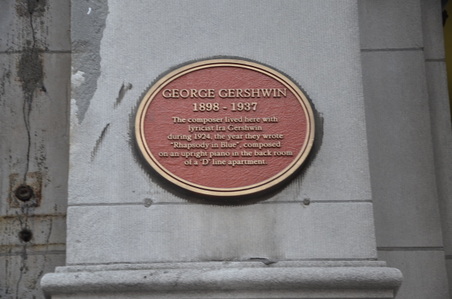 GEORGE GERSHWIN
1898 - 1937
The composer lived here with
lyricist Ira Gershwin
during 1924, the year they wrote
"Rhapsody in Blue", composed
on an upright piano in the back room
of a "D" line apartment.